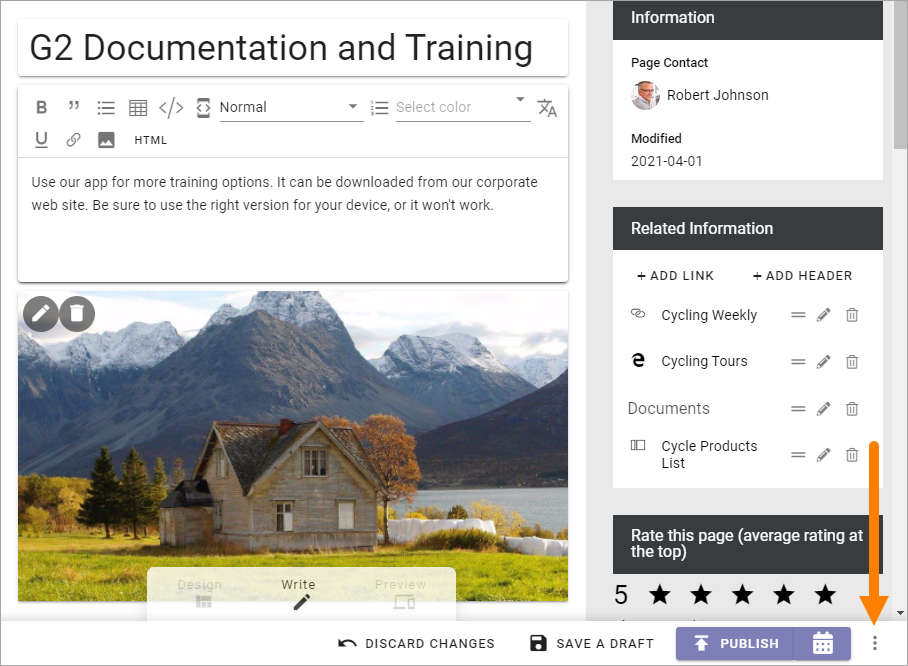 G2 Documentation and Training
B
Normal
Select color
U
HTML
Use our app for more training options. It can be downloaded from our corporate
web site. Be sure to use the right version for your device, or it won't work.
Design
Write
Preview
Information
Page Contact
Robert Johnson
Modified
2021-04-01
Related Information
+ ADD LINK
+ ADD HEADER
Cycling Weekly
Cycling Tours
Documents
Cycle Products
List
Rate this page (average rating at
the top)
5
DISCARD CHANGES
SAVE A DRAFT
PUBLISH